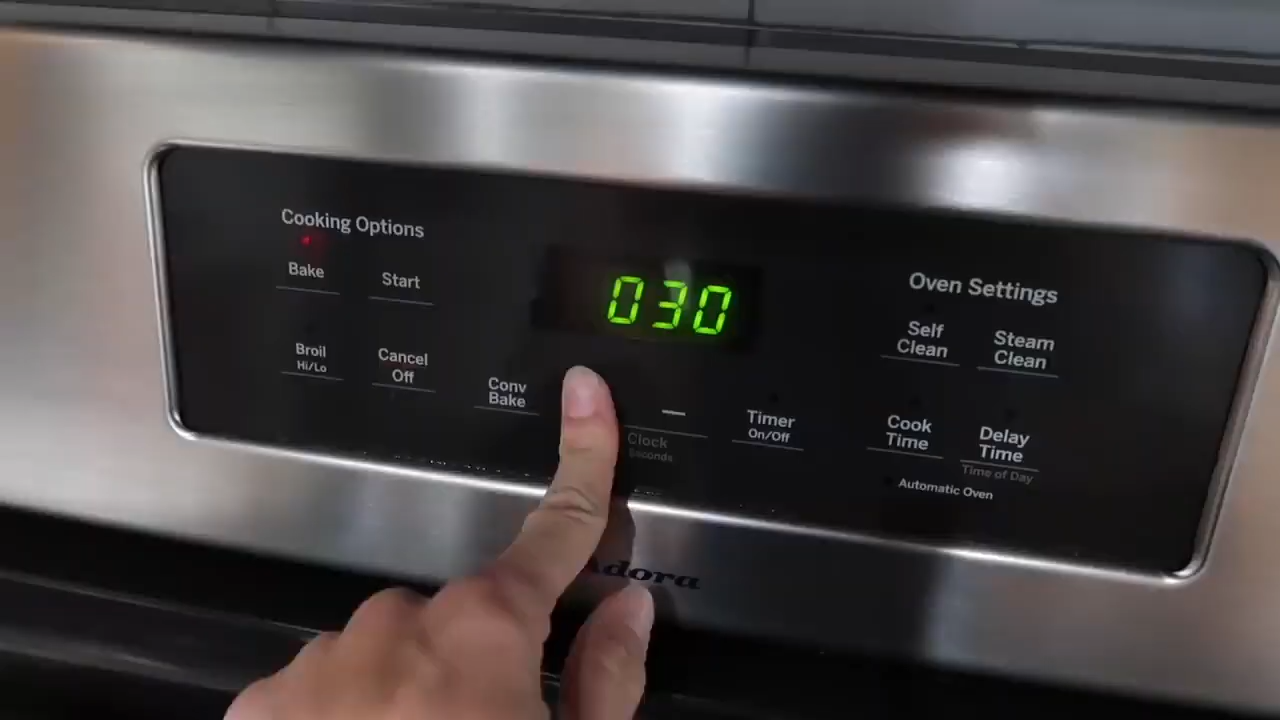 Cooking Options
Bake
Start
Broil
Hi/Lo
Cancel
Off
Conv
Bake
030
—
Clock
Seconds
Timer
On/Off
Oven Settings
Self
Clean
Steam
Clean
Cook
Time
Delay
Time
Time of Day
Automatic Oven
Adora